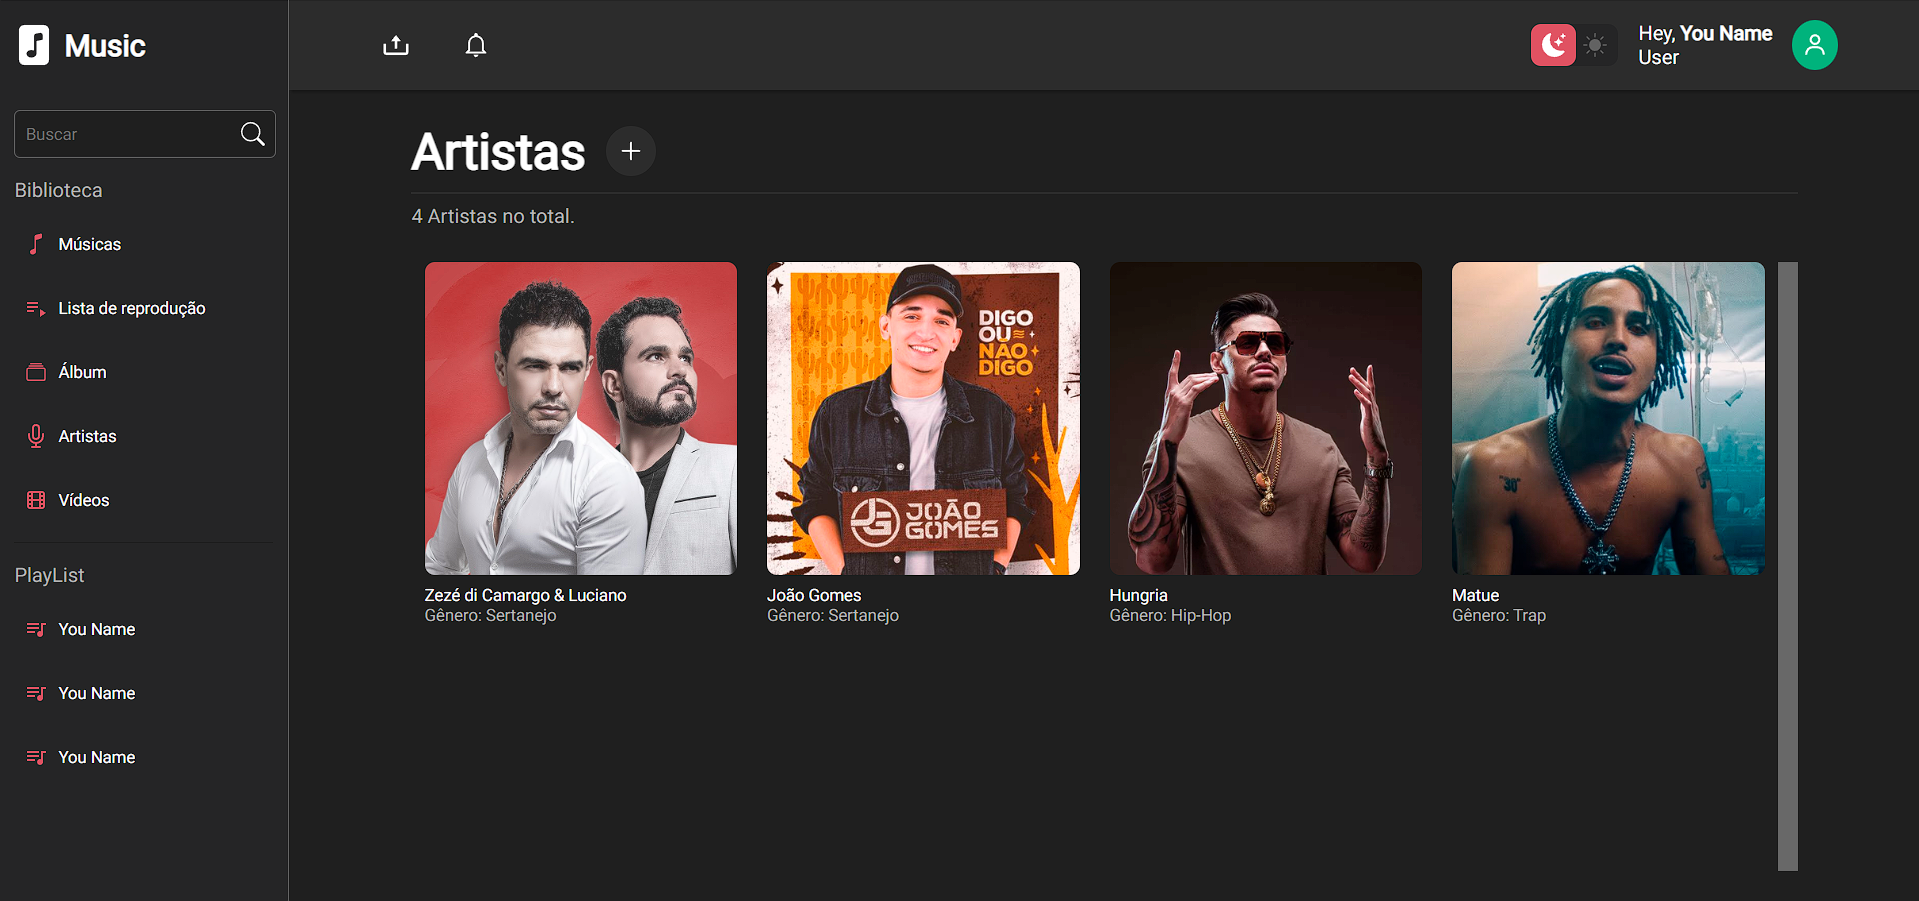 Music
Hey, You Name
User
Buscar
Biblioteca
Músicas
Lista de reprodução
Álbum
Artistas
Vídeos
PlayList
You Name
You Name
You Name
Artistas
4 Artistas no total.
DIGO
OU
NÃO
DIGO
JG
JOÃO
GOMES
30
Zezé di Camargo & Luciano
Gênero: Sertanejo
João Gomes
Gênero: Sertanejo
Hungria
Gênero: Hip-Hop
Matue
Gênero: Trap